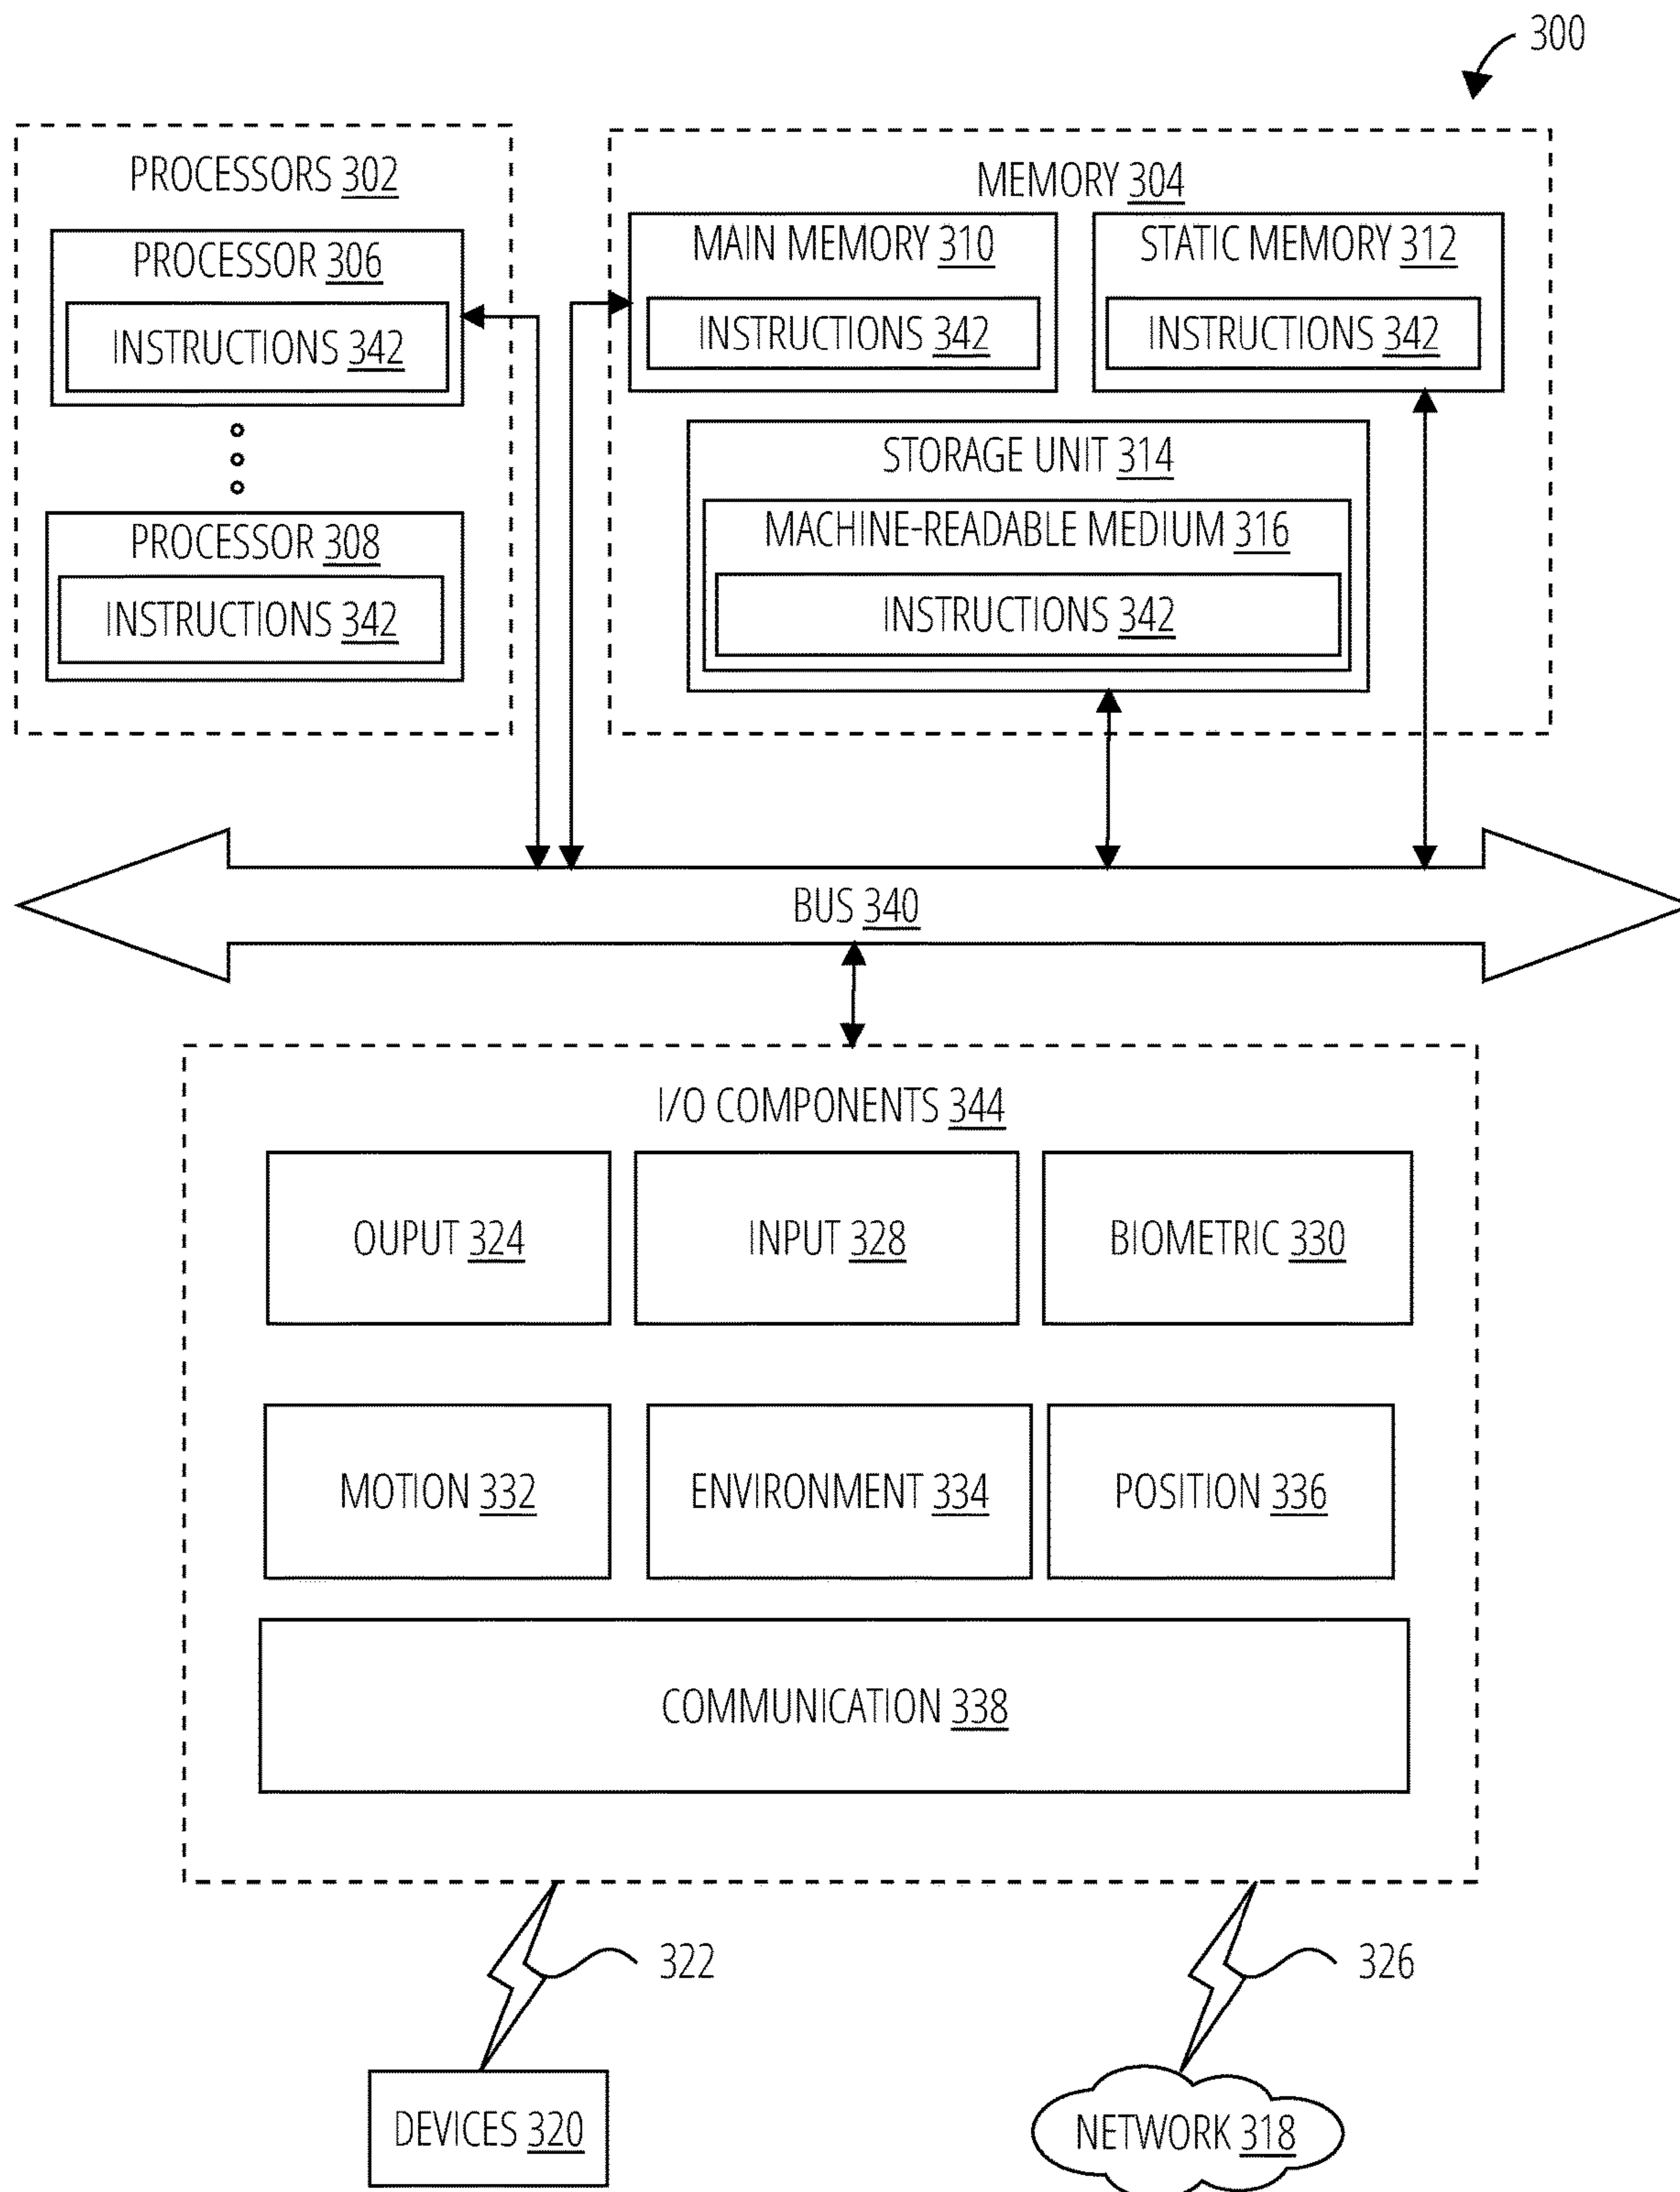 300
PROCESSORS 302
PROCESSOR 306
INSTRUCTIONS 342
PROCESSOR 308
INSTRUCTIONS 342
MEMORY 304
MAIN MEMORY 310
INSTRUCTIONS 342
STATIC MEMORY 312
INSTRUCTIONS 342
STORAGE UNIT 314
MACHINE-READABLE MEDIUM 316
INSTRUCTIONS 342
BUS 340
I/O COMPONENTS 344
OUPUT 324
INPUT 328
BIOMETRIC 330
MOTION 332
ENVIRONMENT 334
POSITION 336
COMMUNICATION 338
322
326
DEVICES 320
NETWORK 318